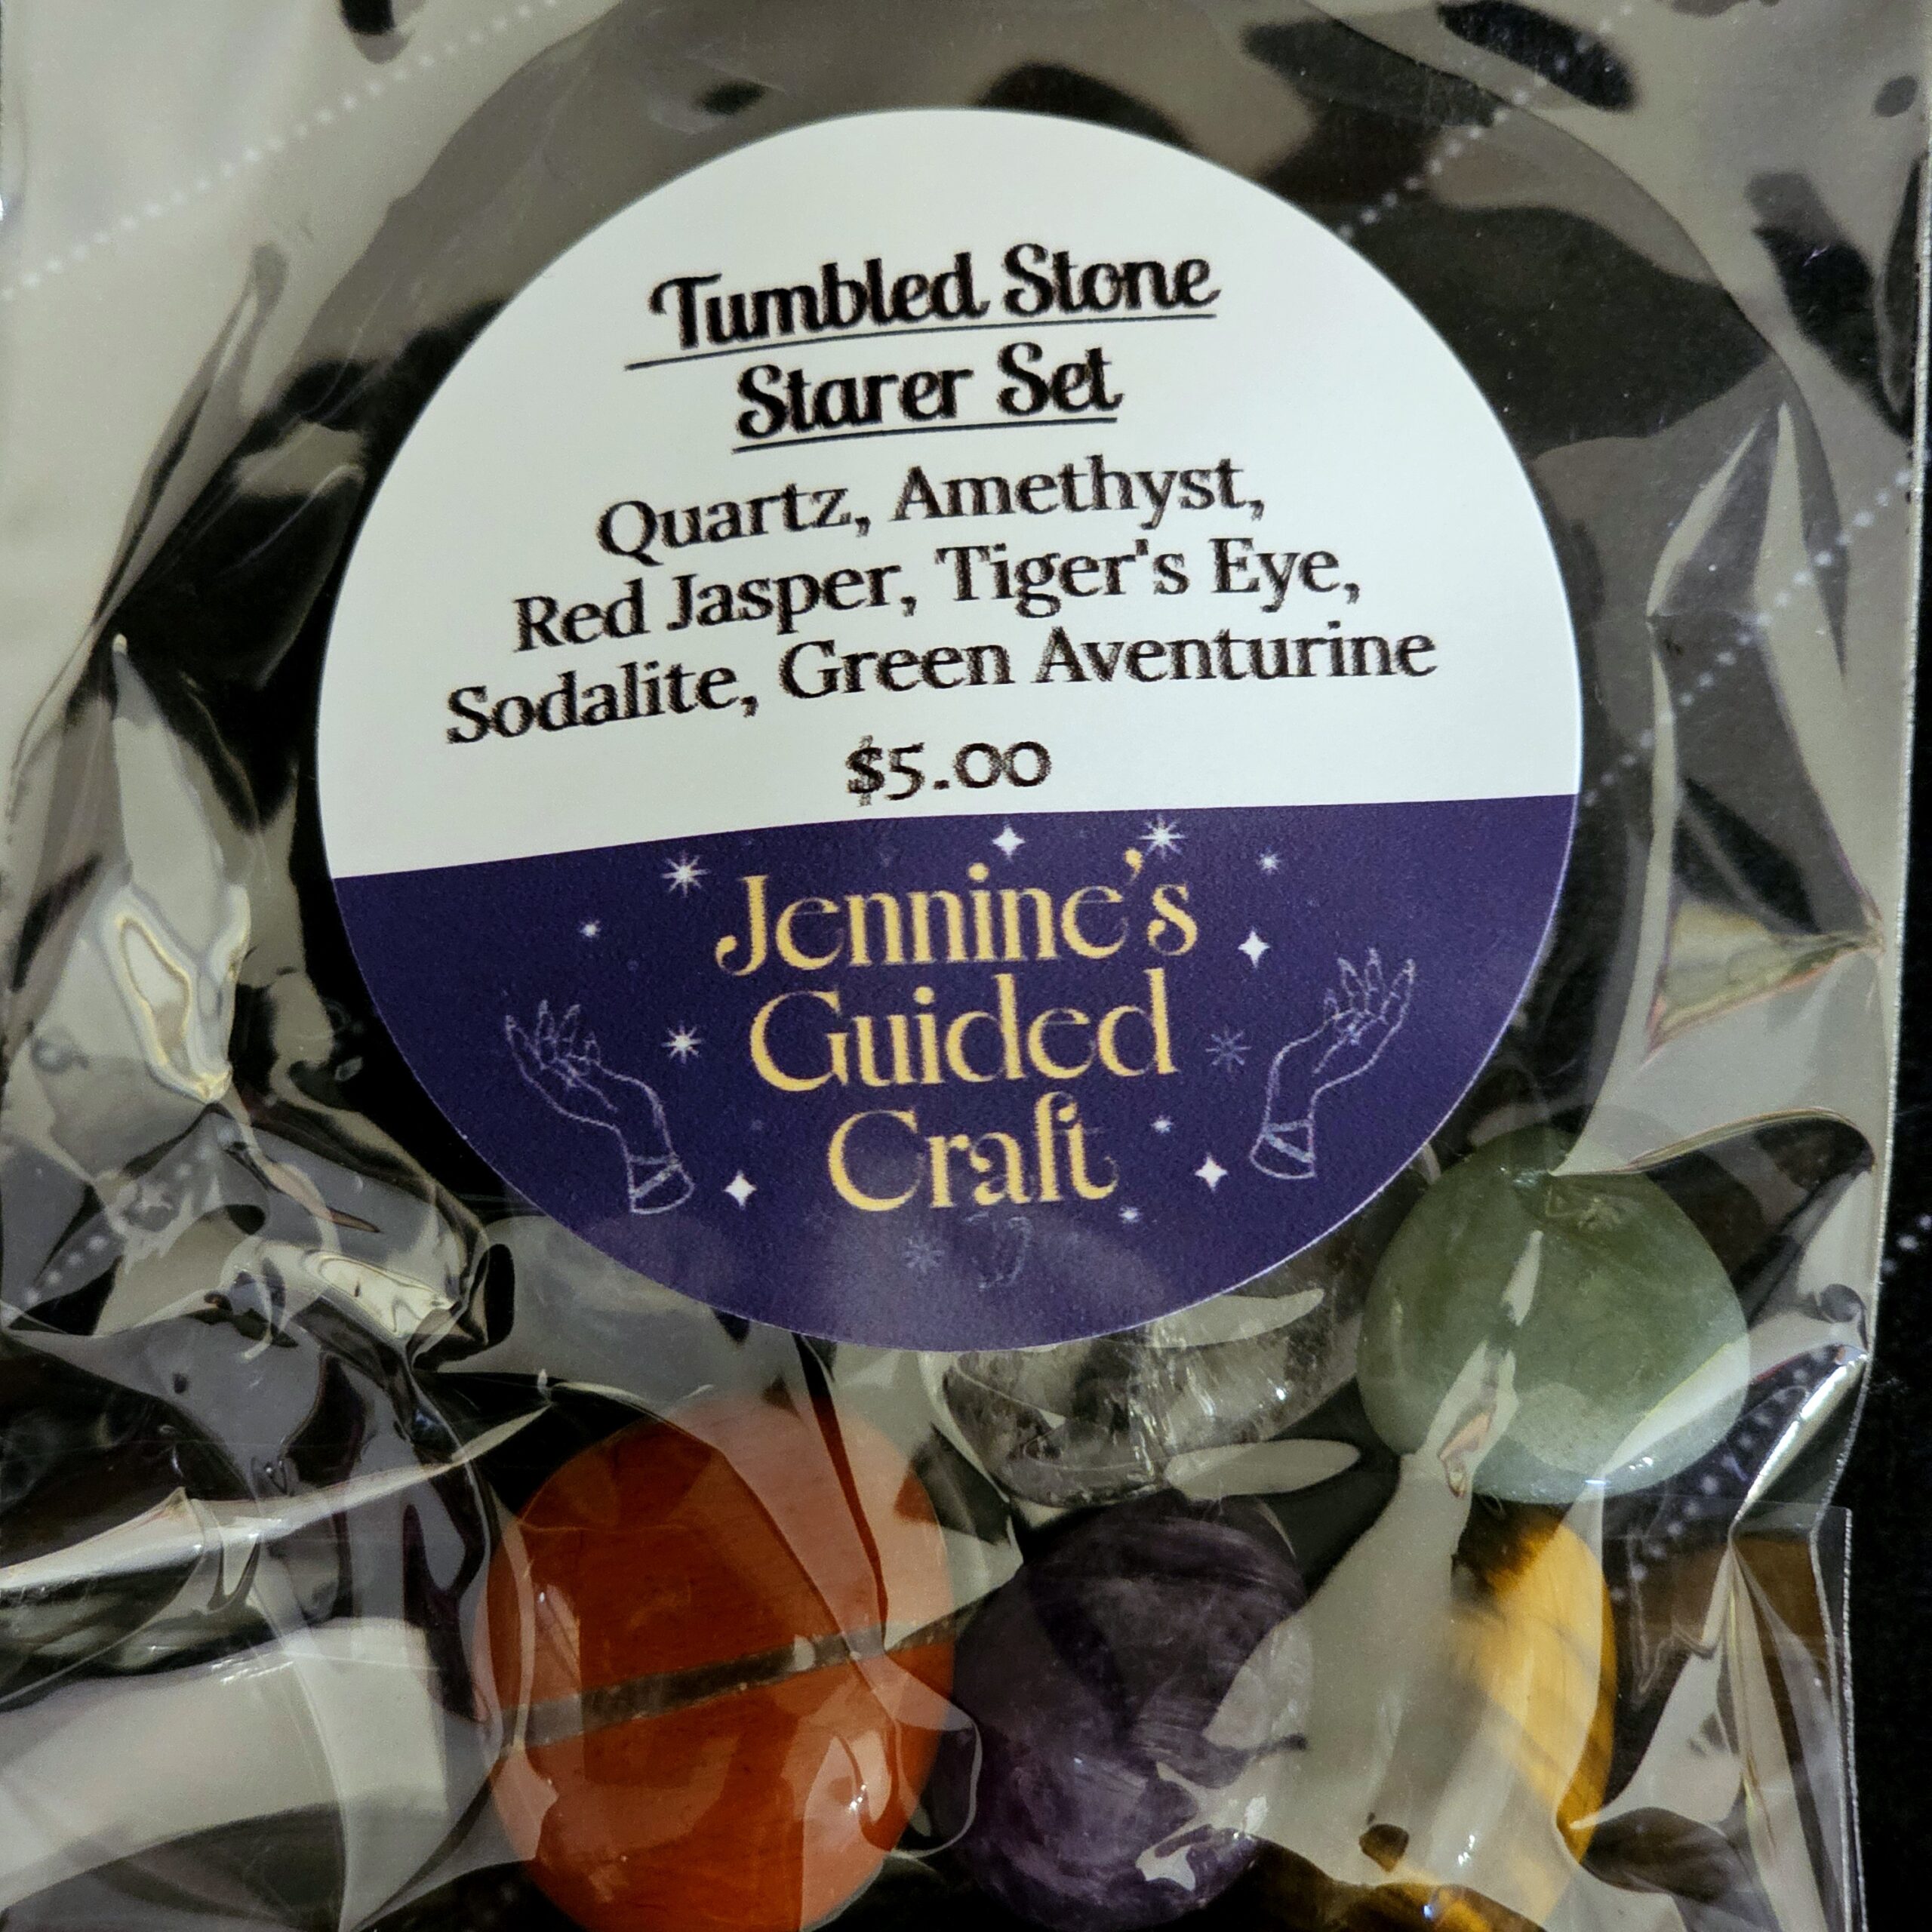 Tumbled Stone
Starer Set
Quartz, Amethyst,
Red Jasper, Tiger's Eye,
Sodalite, Green Aventurine
$5.00
Jennine's
Guided
Craft